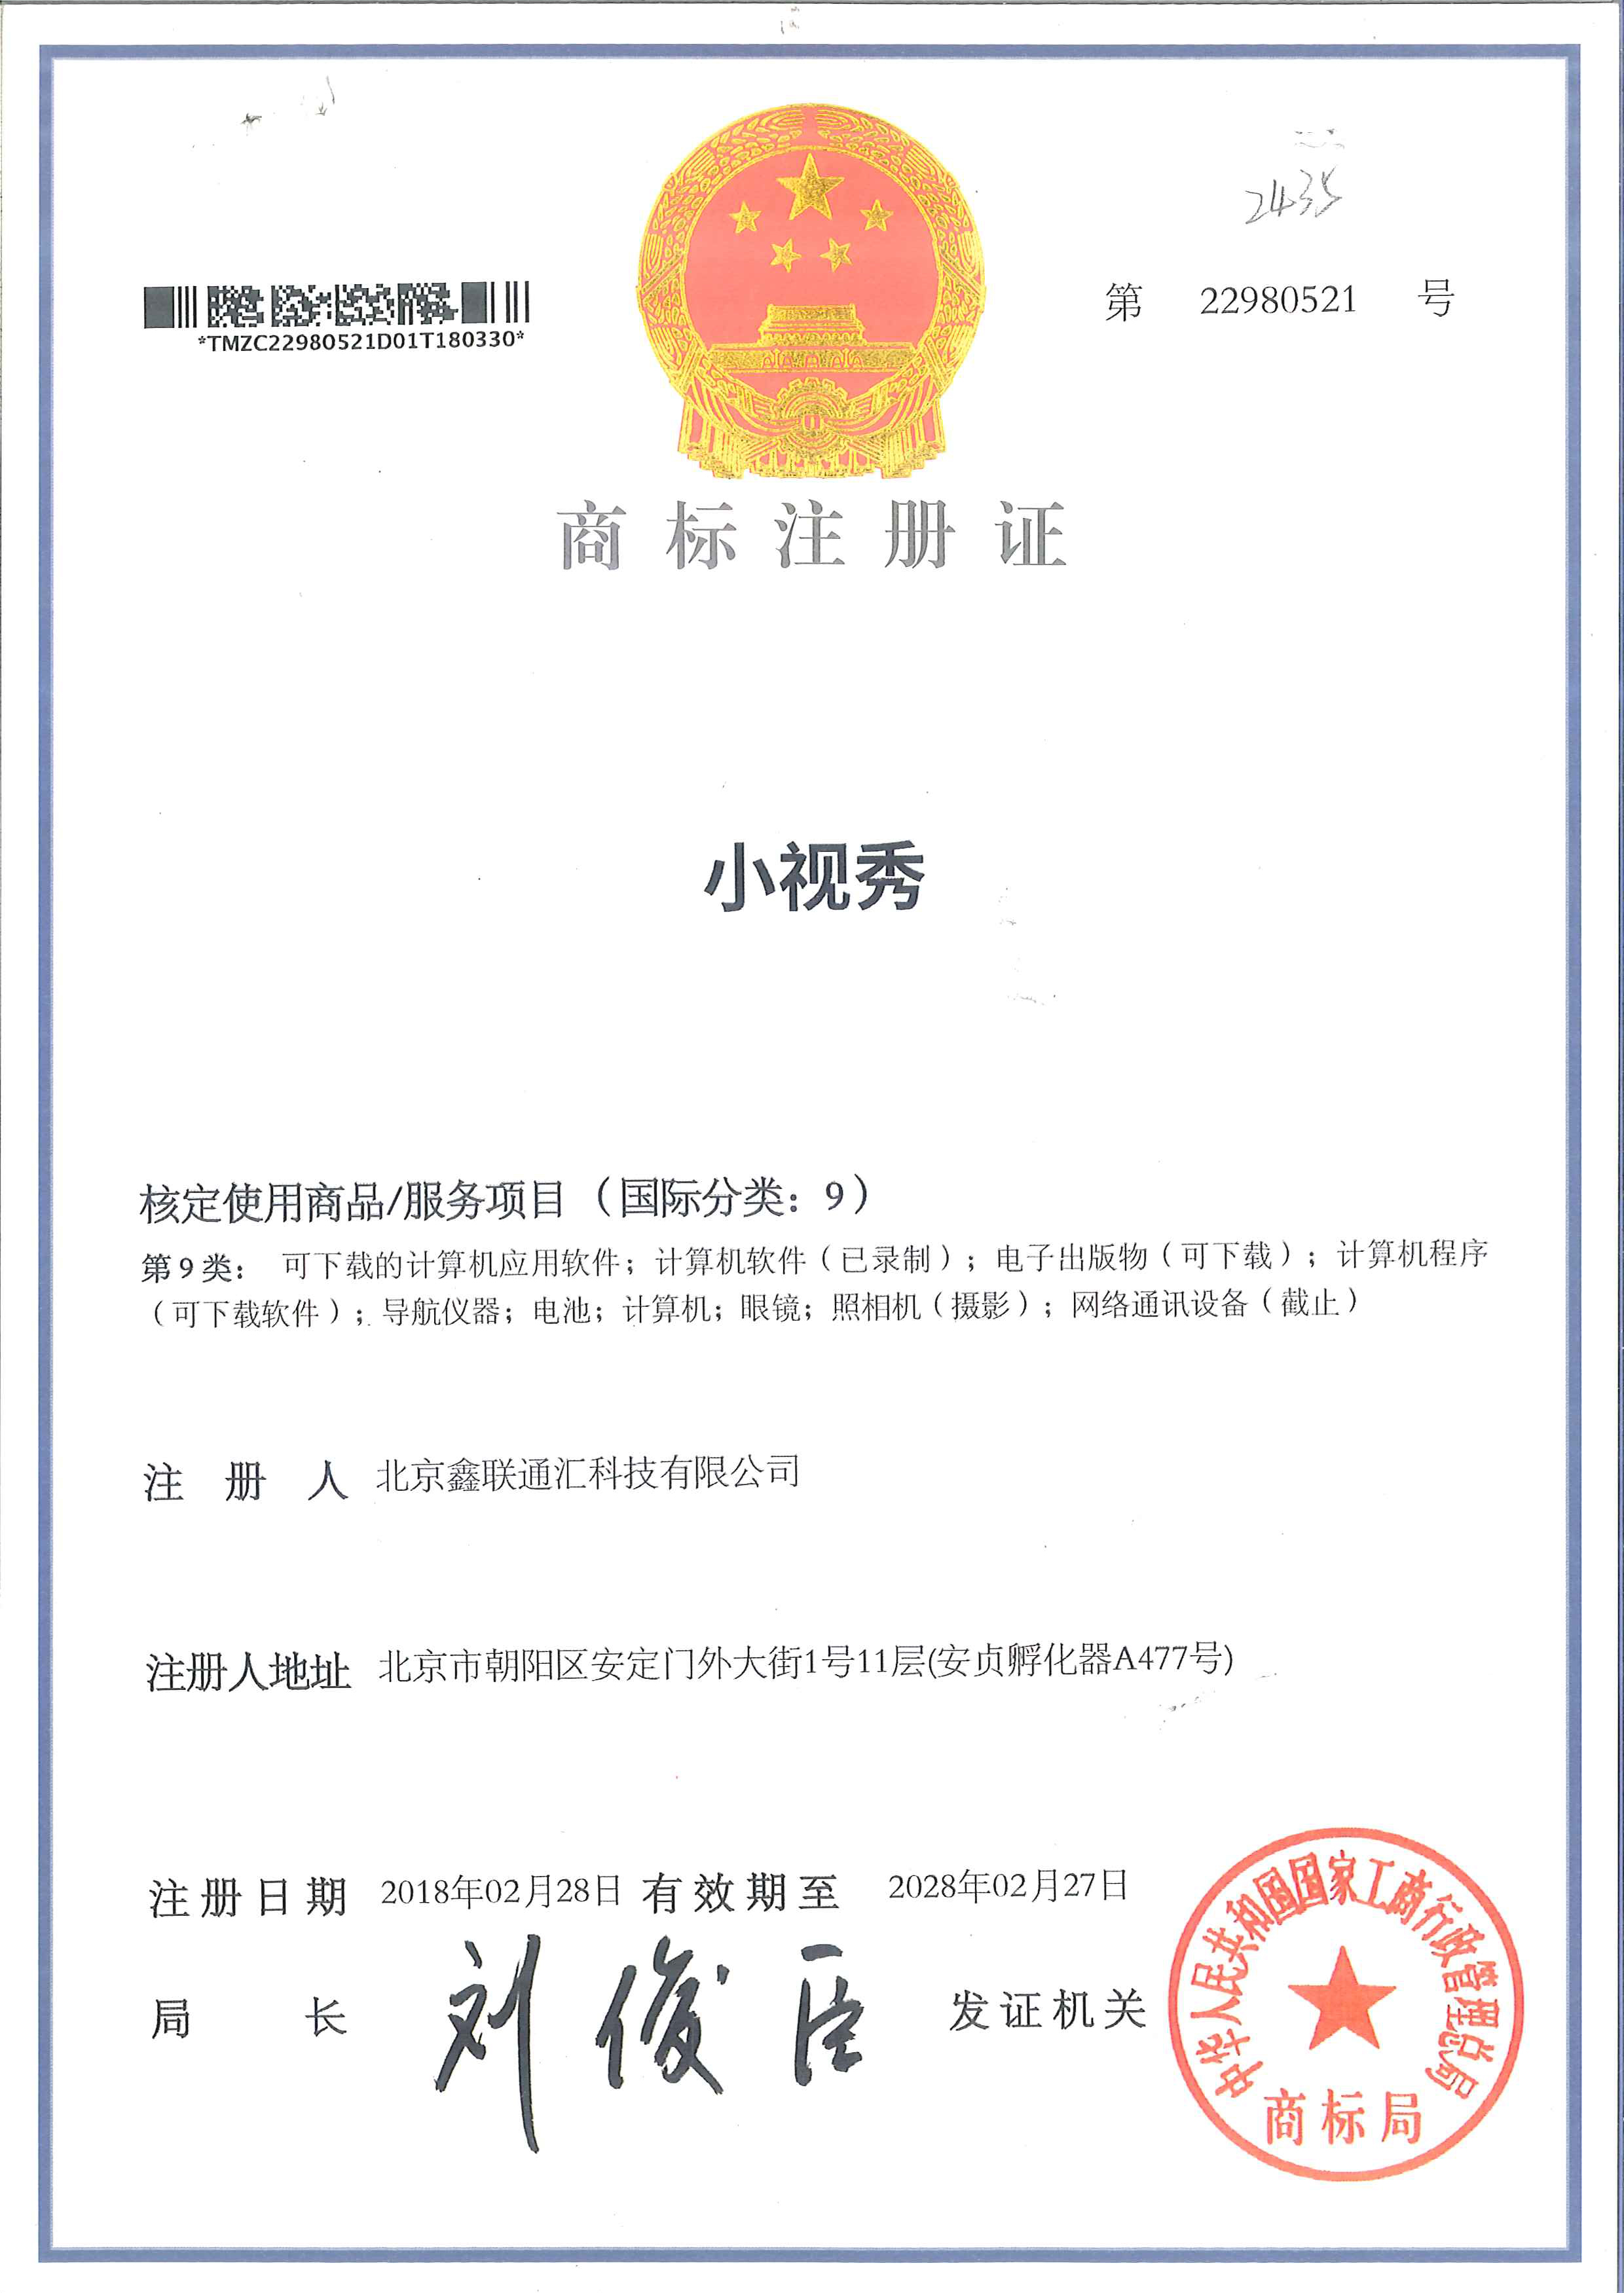 2435
第 22980521 号
*TMZC22980521D01T180330*
商标注册证
小视秀
核定使用商品/服务项目（国际分类：9）
第9类： 可下载的计算机应用软件；计算机软件（已录制）；电子出版物（可下载）；计算机程序
（可下载软件）；导航仪器；电池；计算机；眼镜；照相机（摄影）；网络通讯设备（截止）
注 册 人 北京鑫联通汇科技有限公司
注册人地址 北京市朝阳区安定门外大街1号11层(安贞孵化器A477号)
注册日期 2018年02月28日 有效期至 2028年02月27日
局 长 刘俊臣 发证机关
中华人民共和国国家工商行政管理总局
商标局